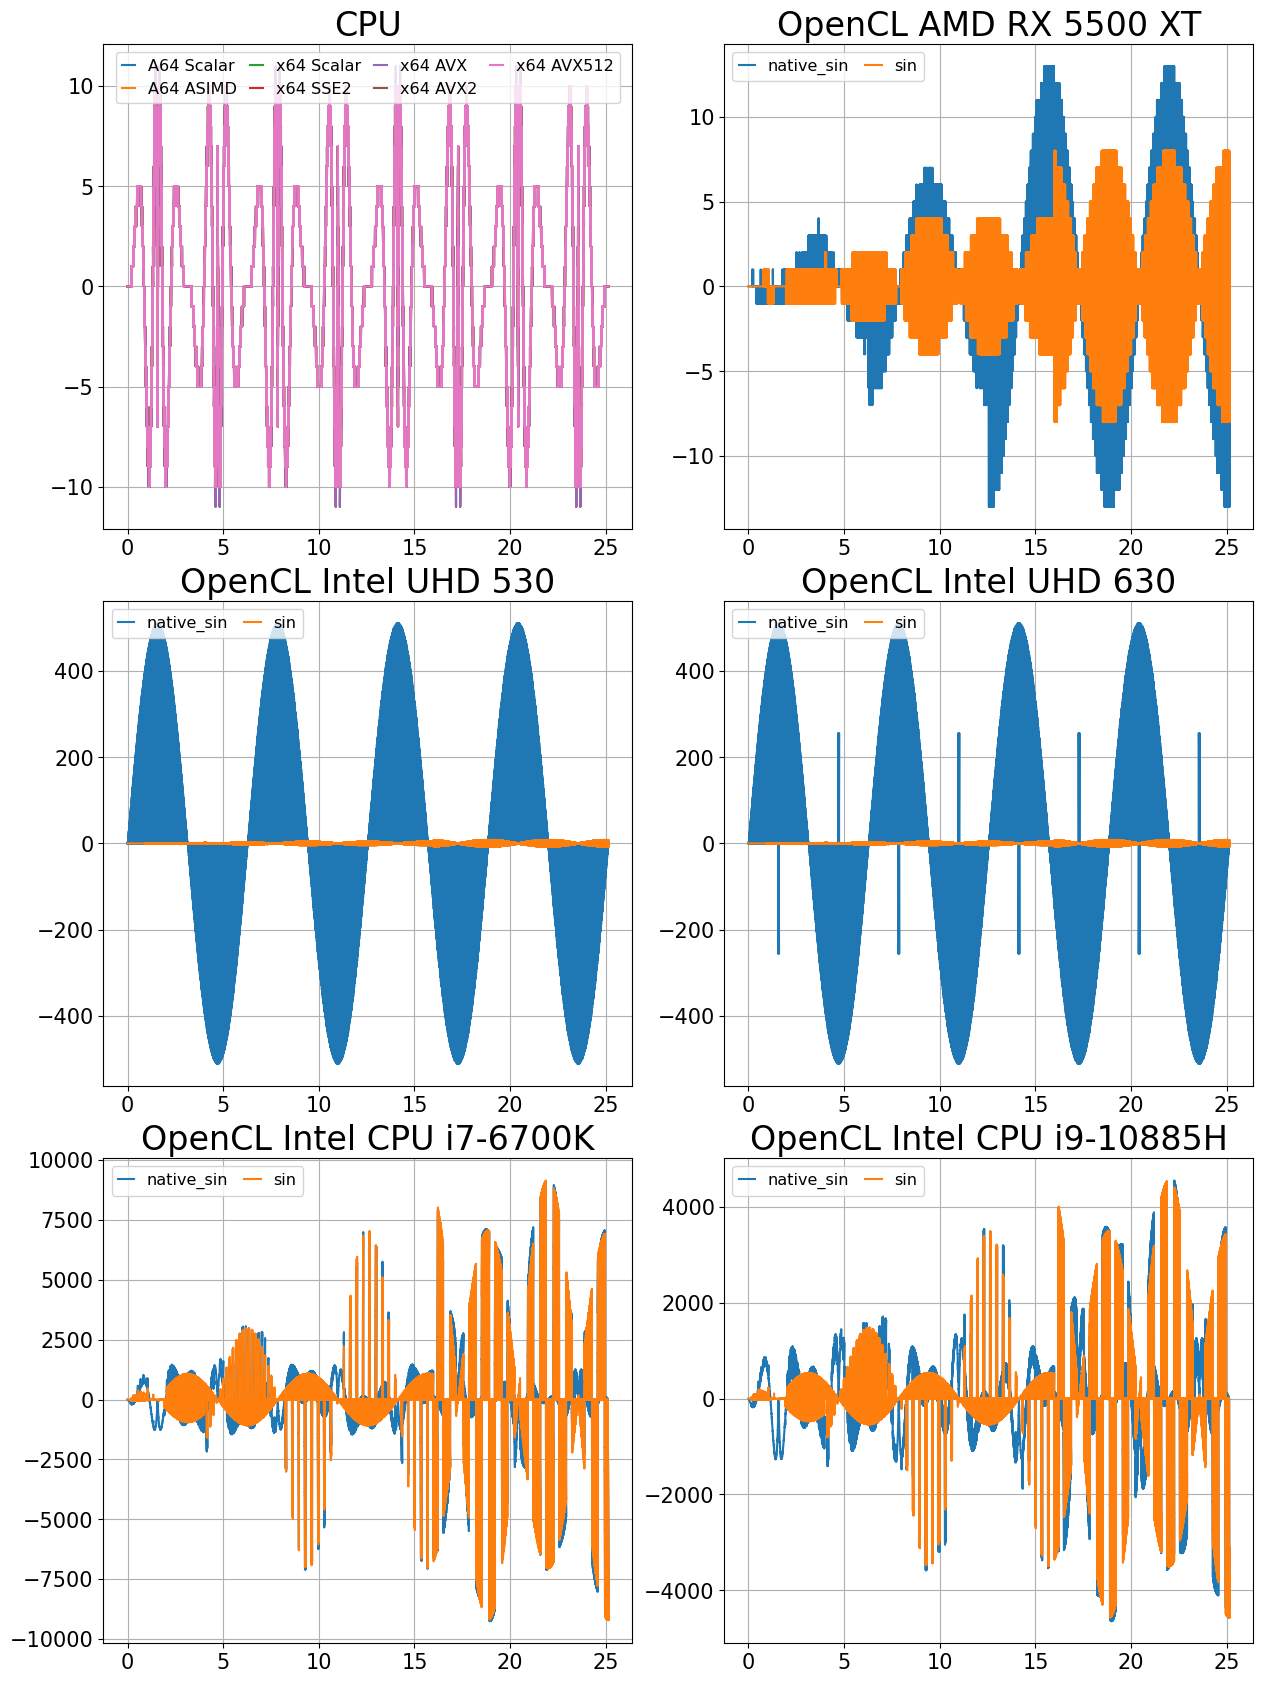 CPU
A64 Scalar x64 Scalar x64 AVX x64 AVX512
A64 ASIMD x64 SSE2 x64 AVX2
10
5
0
−5
−10
0 5 10 15 20 25
OpenCL AMD RX 5500 XT
native_sin sin
10
5
0
−5
−10
0 5 10 15 20 25
OpenCL Intel UHD 530
native_sin sin
400
200
0
−200
−400
0 5 10 15 20 25
OpenCL Intel UHD 630
native_sin sin
400
200
0
−200
−400
0 5 10 15 20 25
OpenCL Intel CPU i7-6700K
native_sin sin
10000
7500
5000
2500
0
−2500
−5000
−7500
−10000
0 5 10 15 20 25
OpenCL Intel CPU i9-10885H
native_sin sin
4000
2000
0
−2000
−4000
0 5 10 15 20 25